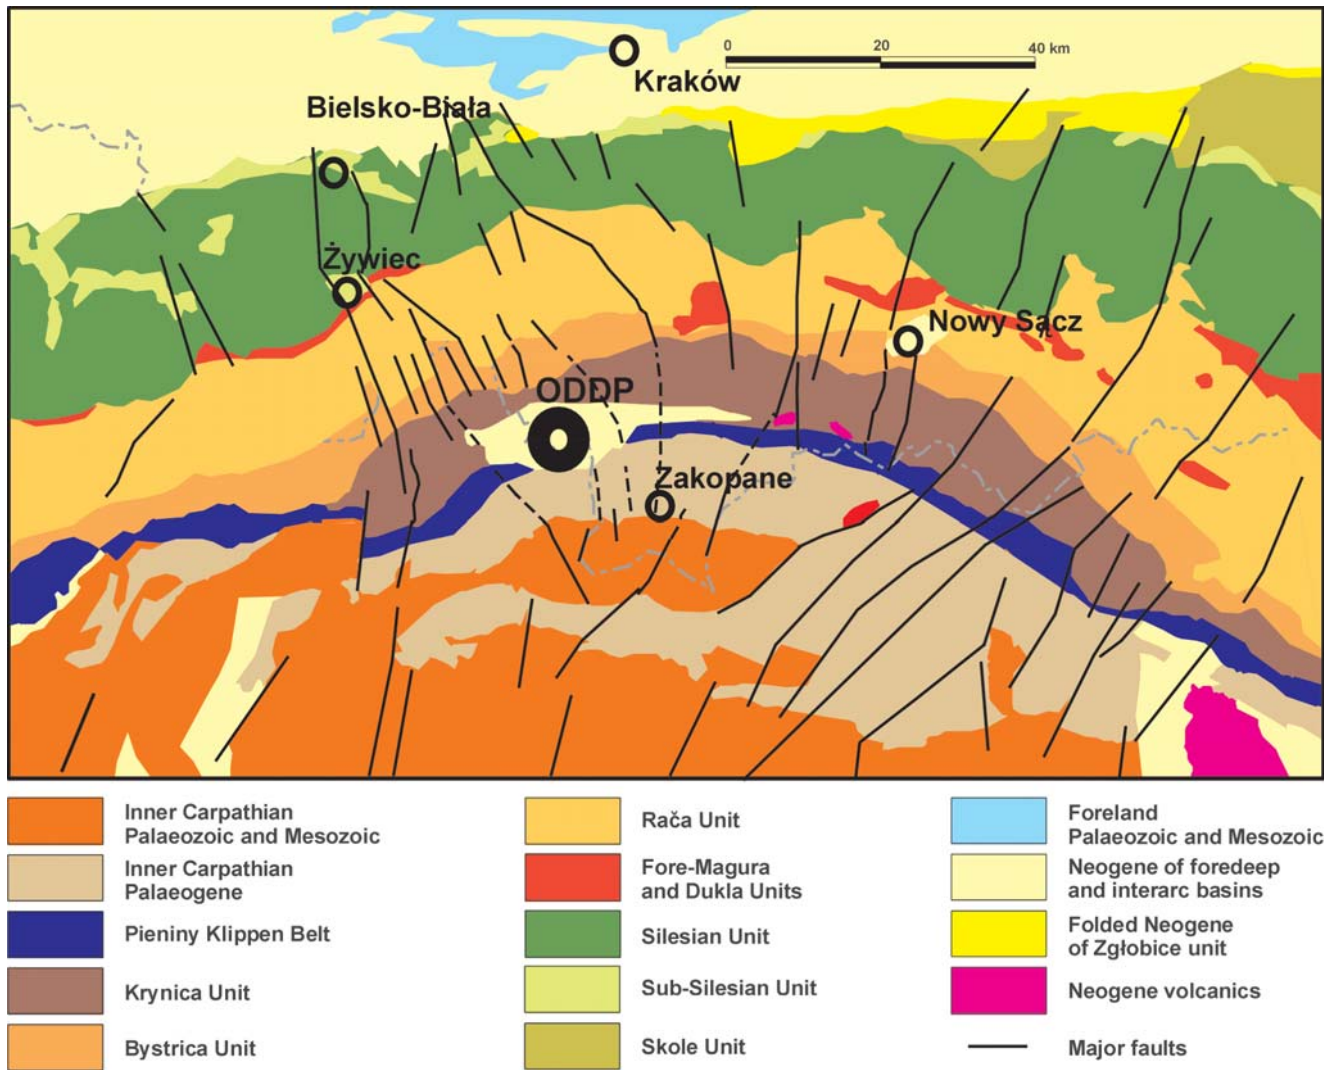 0 20 40 km
Kraków
Bielsko-Biała
Żywiec
Nowy Sącz
ODDP
Zakopane
Inner Carpathian
Palaeozoic and Mesozoic
Inner Carpathian
Palaeogene
Pieniny Klippen Belt
Krynica Unit
Bystrica Unit
Rača Unit
Fore-Magura
and Dukla Units
Silesian Unit
Sub-Silesian Unit
Skole Unit
Foreland
Palaeozoic and Mesozoic
Neogene of foredeep
and interarc basins
Folded Neogene
of Zgłobice unit
Neogene volcanics
Major faults